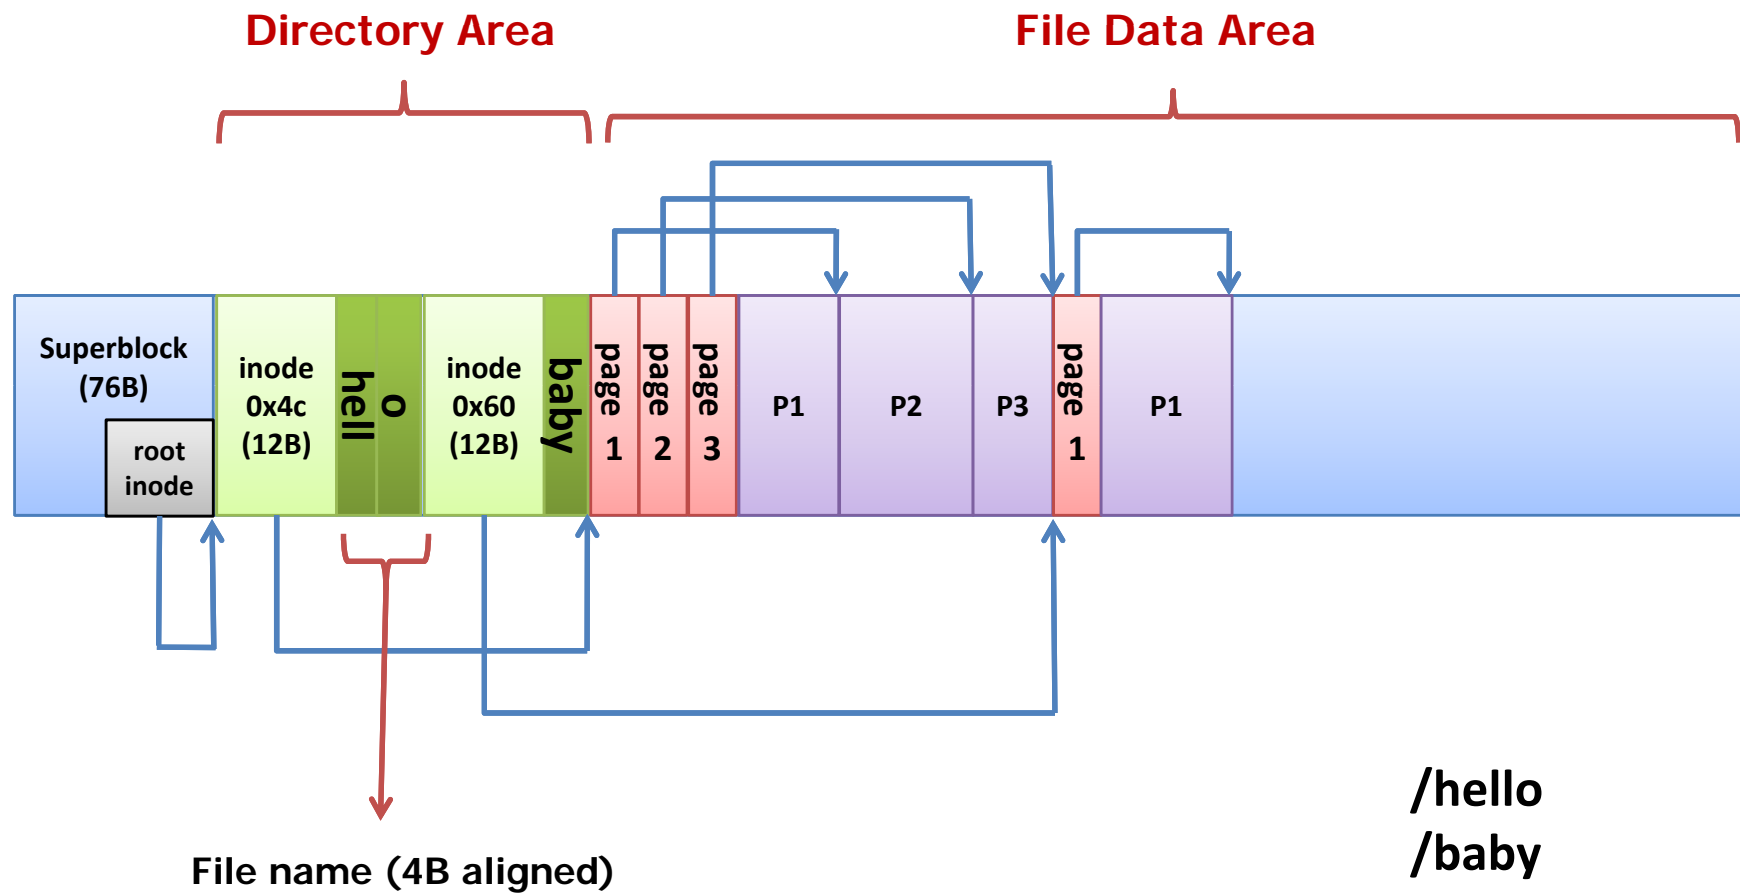 Directory Area
File Data Area
Superblock
(76B)
root
inode
inode
0x4c
(12B)
hell
o
inode
0x60
(12B)
baby
page
1
page
2
page
3
P1
P2
P3
page
1
P1
File name (4B aligned)
/hello
/baby